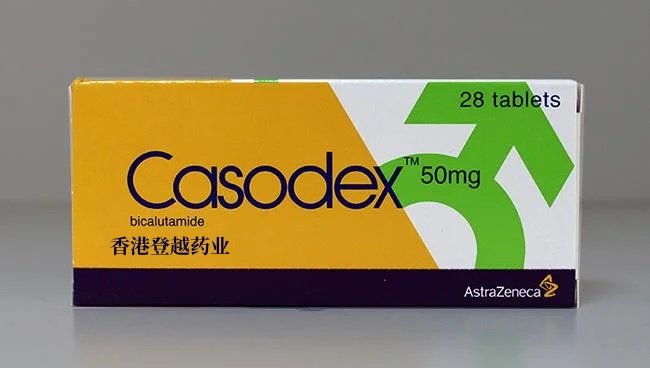 28 tablets
Casodex™ 50mg
bicalutamide
香港登越药业
AstraZeneca